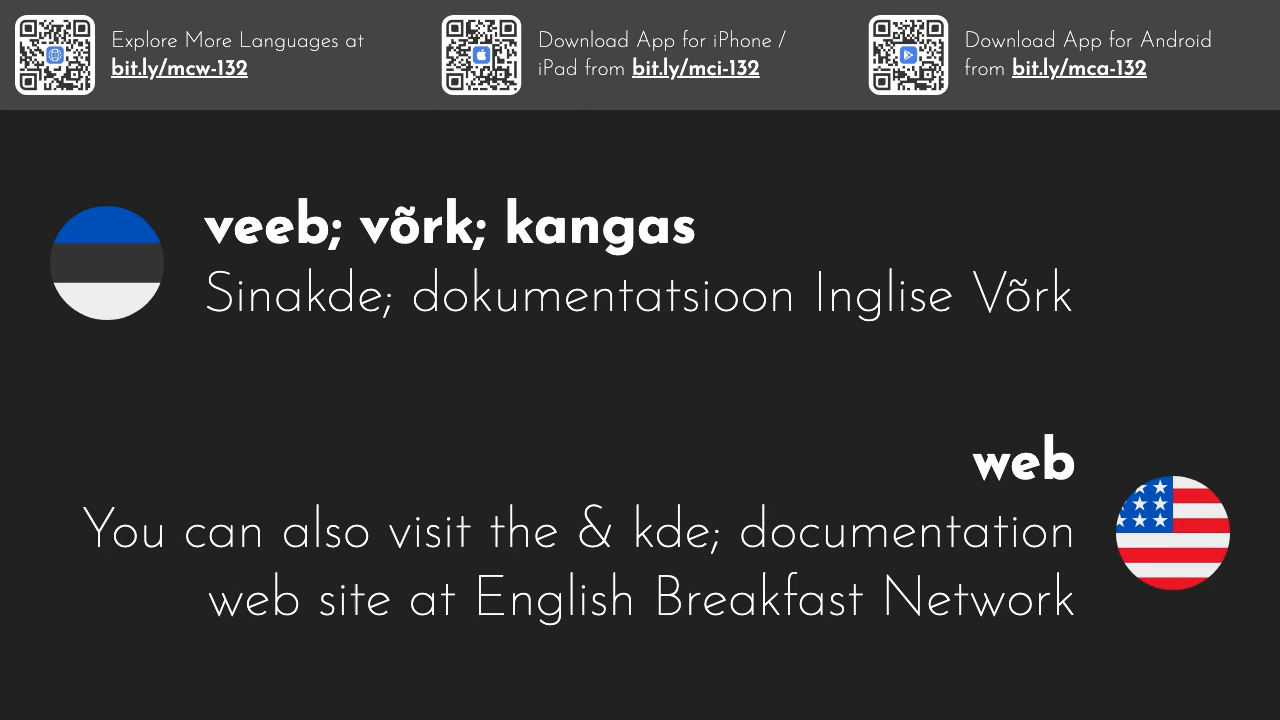 Explore More Languages at
bit.ly/mcw-132
Download App for iPhone /
iPad from bit.ly/mci-132
Download App for Android
from bit.ly/mca-132
veeb; võrk; kangas
Sinakde; dokumentatsioon Inglise Võrk
web
You can also visit the & kde; documentation
web site at English Breakfast Network